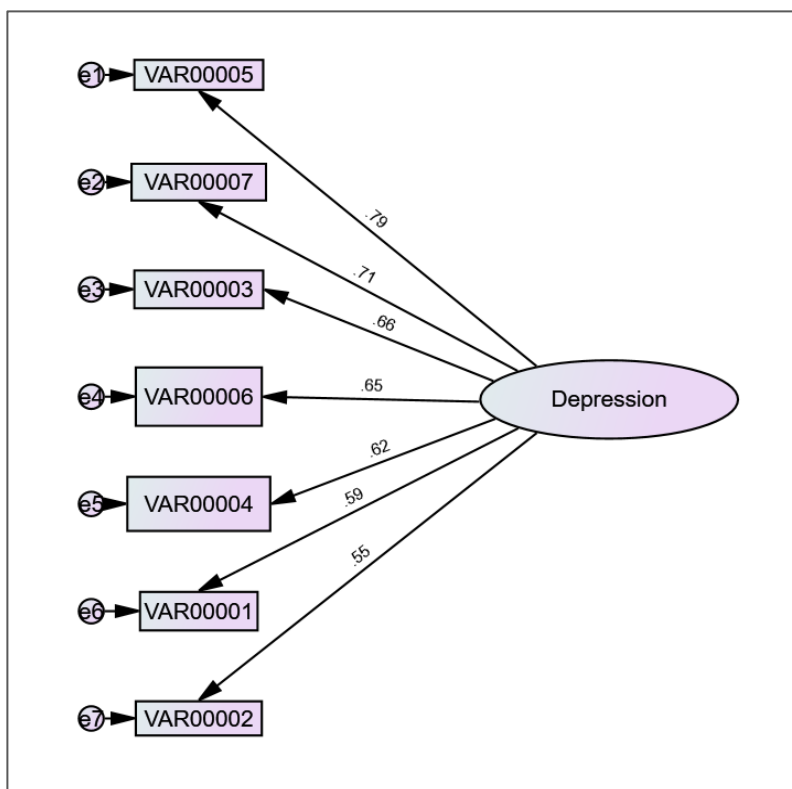 e1
VAR00005
e2
VAR00007
.79
.71
e3
VAR00003
.66
e4
VAR00006
.65
Depression
.62
e5
VAR00004
.59
.55
e6
VAR00001
e7
VAR00002